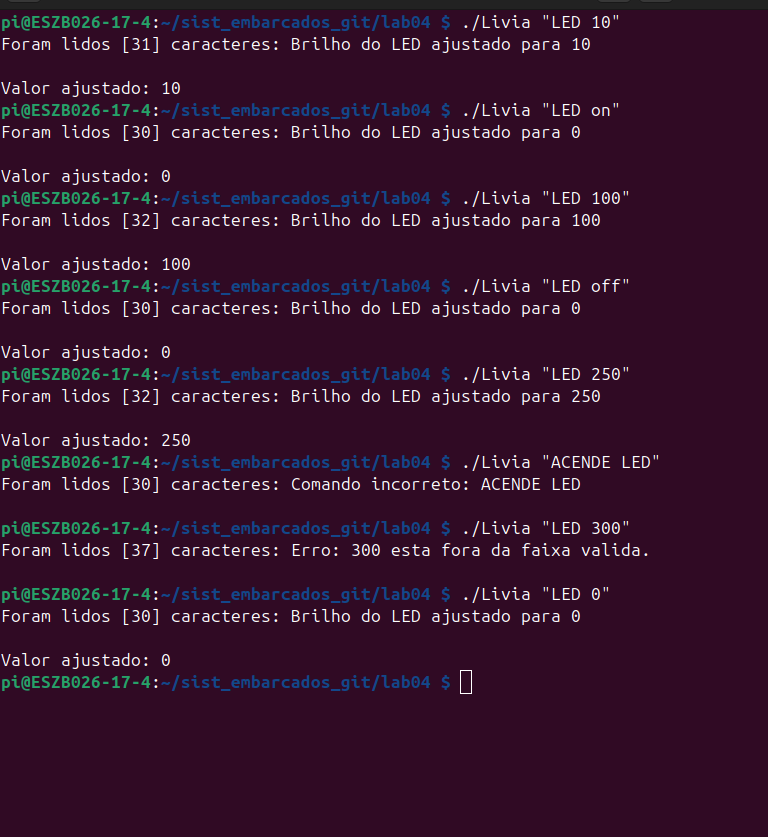 pi@ESZB026-17-4:~/sist_embarcados_git/lab04 $ ./Livia "LED 10"
Foram lidos [31] caracteres: Brilho do LED ajustado para 10
Valor ajustado: 10
pi@ESZB026-17-4:~/sist_embarcados_git/lab04 $ ./Livia "LED on"
Foram lidos [30] caracteres: Brilho do LED ajustado para 0
Valor ajustado: 0
pi@ESZB026-17-4:~/sist_embarcados_git/lab04 $ ./Livia "LED 100"
Foram lidos [32] caracteres: Brilho do LED ajustado para 100
Valor ajustado: 100
pi@ESZB026-17-4:~/sist_embarcados_git/lab04 $ ./Livia "LED off"
Foram lidos [30] caracteres: Brilho do LED ajustado para 0
Valor ajustado: 0
pi@ESZB026-17-4:~/sist_embarcados_git/lab04 $ ./Livia "LED 250"
Foram lidos [32] caracteres: Brilho do LED ajustado para 250
Valor ajustado: 250
pi@ESZB026-17-4:~/sist_embarcados_git/lab04 $ ./Livia "ACENDE LED"
Foram lidos [30] caracteres: Comando incorreto: ACENDE LED
pi@ESZB026-17-4:~/sist_embarcados_git/lab04 $ ./Livia "LED 300"
Foram lidos [37] caracteres: Erro: 300 esta fora da faixa valida.
pi@ESZB026-17-4:~/sist_embarcados_git/lab04 $ ./Livia "LED 0"
Foram lidos [30] caracteres: Brilho do LED ajustado para 0
Valor ajustado: 0
pi@ESZB026-17-4:~/sist_embarcados_git/lab04 $